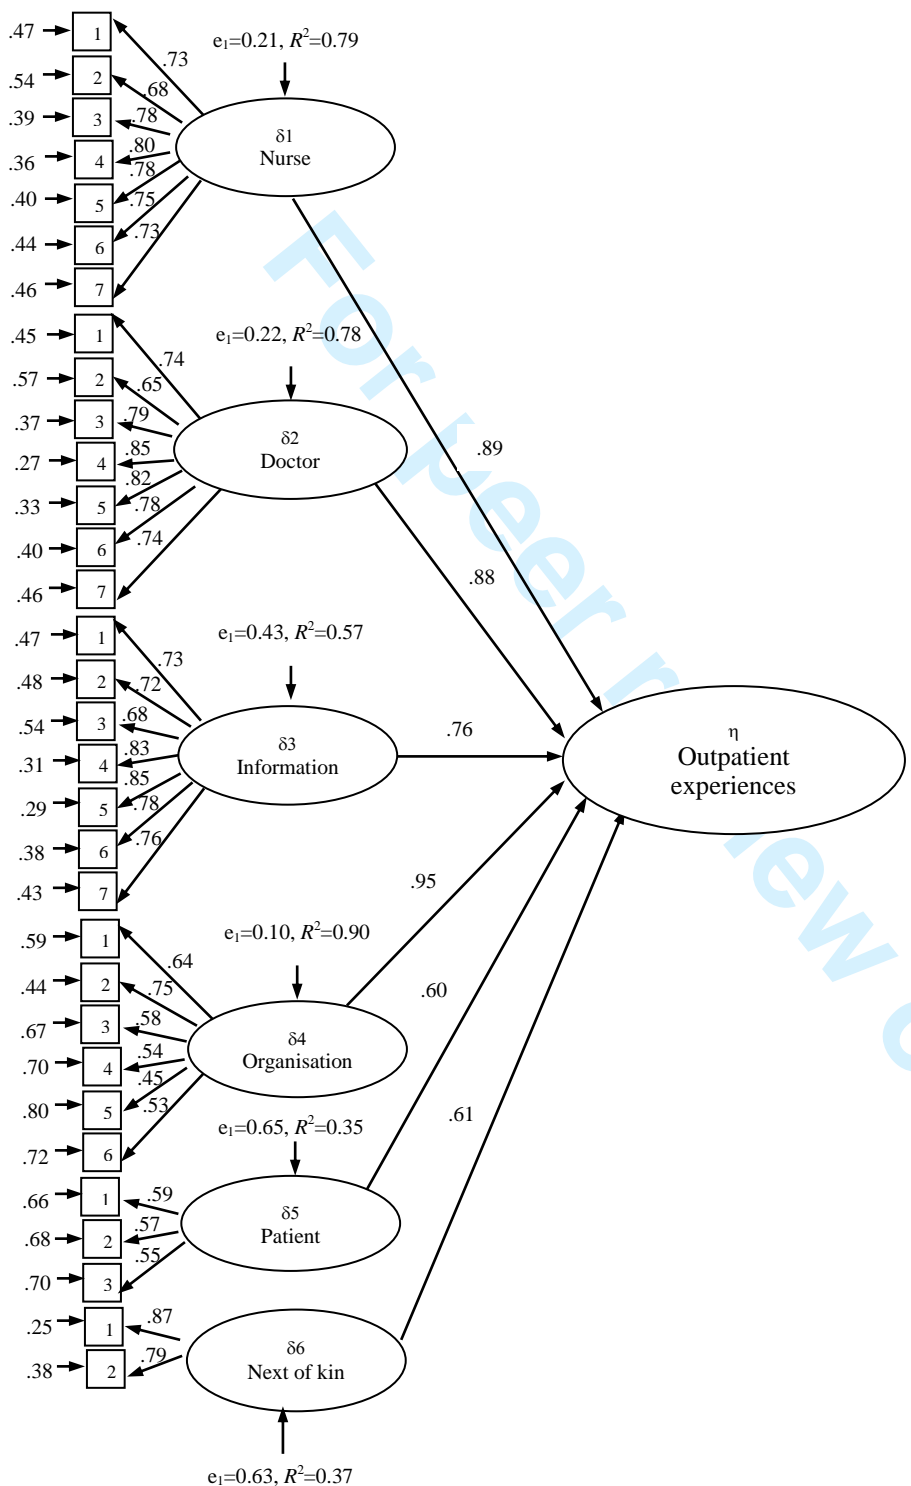 e₁=0.21, R²=0.79
.47 1 .73
.54 2 .68
.39 3 .78
.36 4 .80
.40 5 .78
.44 6 .75
.46 7 .73
δ1
Nurse
.89
e₁=0.22, R²=0.78
.45 1 .74
.57 2 .65
.37 3 .79
.27 4 .85
.33 5 .82
.40 6 .78
.46 7 .74
δ2
Doctor
.88
e₁=0.43, R²=0.57
.47 1 .73
.48 2 .72
.54 3 .68
.31 4 .83
.29 5 .85
.38 6 .78
.43 7 .76
δ3
Information
.76
η
Outpatient
experiences
e₁=0.10, R²=0.90
.59 1 .64
.44 2 .75
.67 3 .58
.70 4 .54
.80 5 .45
.72 6 .53
δ4
Organisation
.95
e₁=0.65, R²=0.35
.66 1 .59
.68 2 .57
.70 3 .55
δ5
Patient
.60
.25 1 .87
.38 2 .79
δ6
Next of kin
.61
e₁=0.63, R²=0.37
For peer